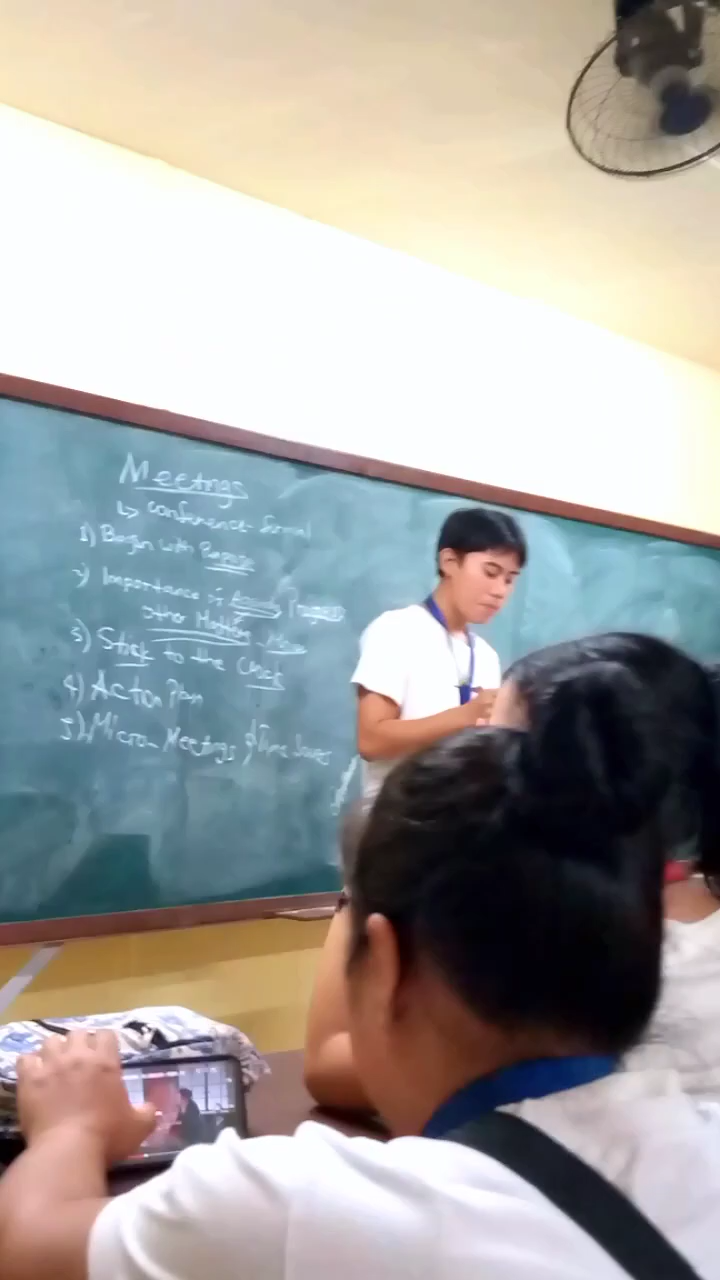 Meetings
↳ conference - formal
1) Begin with Purpose
2) Importance of Agenda Progress
Other Matters
3) Stick to the Clock
4) Action Plan
5) Micro-Meetings & Time Savers